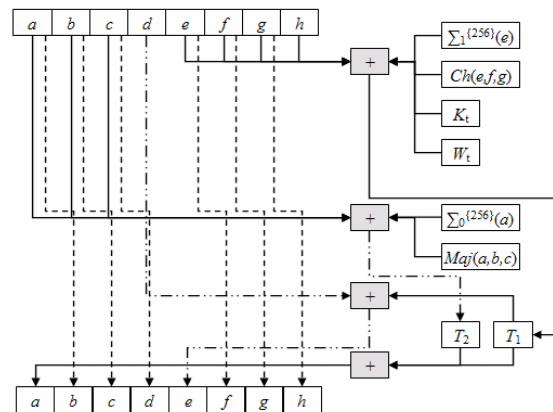 a b c d e f g h
+
∑₁{256}(e)
Ch(e,f,g)
Kt
Wt
+
∑₀{256}(a)
Maj(a,b,c)
+
T₂
T₁
+
a b c d e f g h